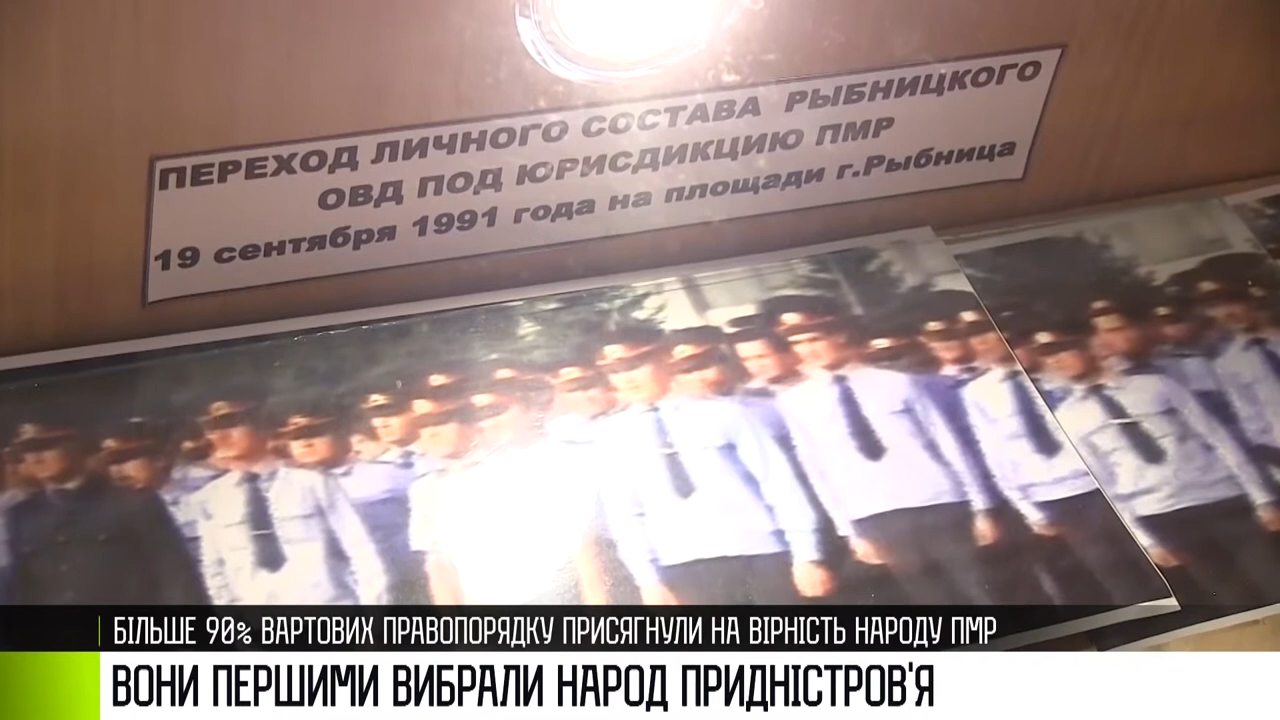 ПЕРЕХОД ЛИЧНОГО СОСТАВА РЫБНИЦКОГО
ОВД ПОД ЮРИСДИКЦИЮ ПМР
19 сентября 1991 года на площади г.Рыбница
БІЛЬШЕ 90% ВАРТОВИХ ПРАВОПОРЯДКУ ПРИСЯГНУЛИ НА ВІРНІСТЬ НАРОДУ ПМР
ВОНИ ПЕРШИМИ ВИБРАЛИ НАРОД ПРИДНІСТРОВ'Я